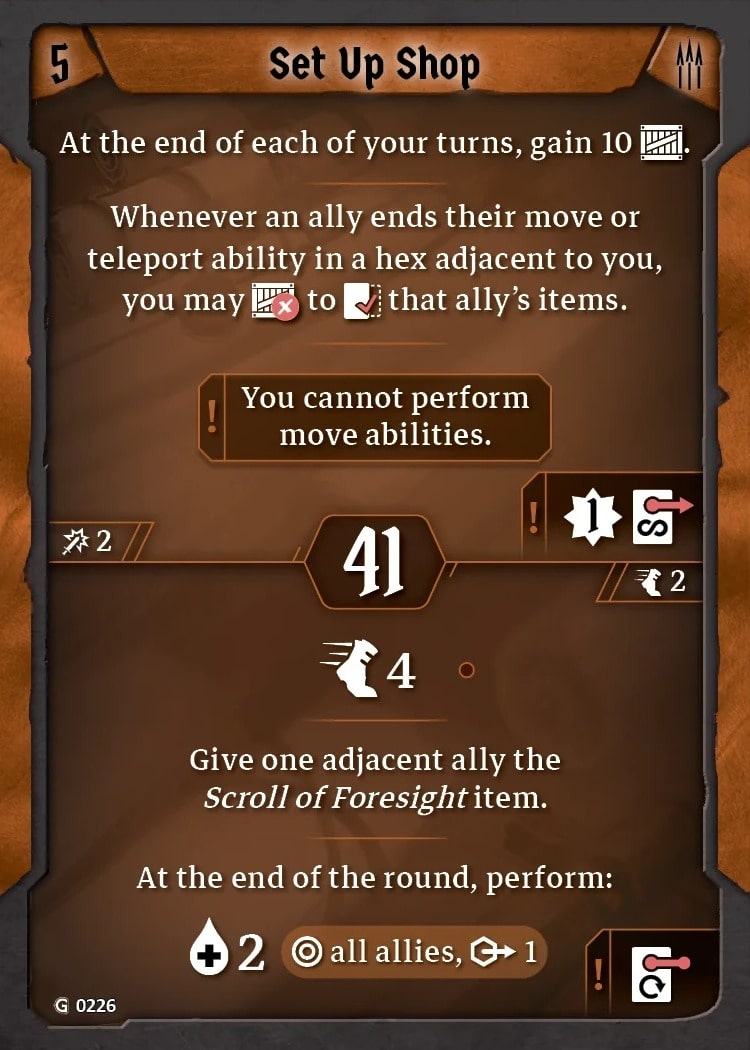 5
Set Up Shop
At the end of each of your turns, gain 10 .
Whenever an ally ends their move or
teleport ability in a hex adjacent to you,
you may to that ally’s items.
! You cannot perform
move abilities.
! 1
2
41
2
4
Give one adjacent ally the
Scroll of Foresight item.
At the end of the round, perform:
2 all allies, 1
!
G 0226